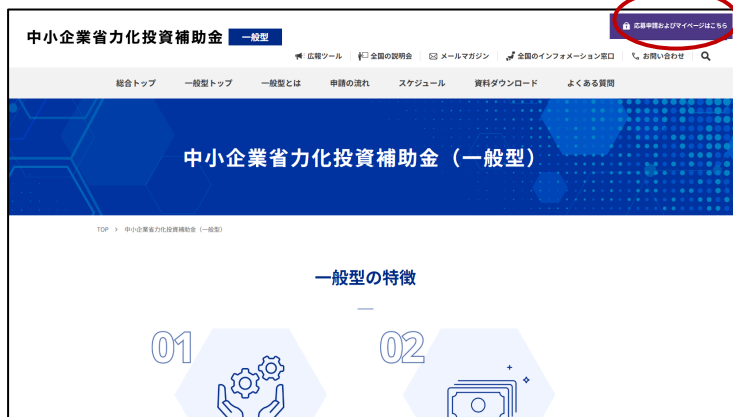 応募申請およびマイページはこちら
中小企業省力化投資補助金 一般型
広報ツール 全国の説明会 メールマガジン 全国のインフォメーション窓口 お問い合わせ
総合トップ 一般型トップ 一般型とは 申請の流れ スケジュール 資料ダウンロード よくある質問
中小企業省力化投資補助金（一般型）
TOP > 中小企業省力化投資補助金（一般型）
一般型の特徴
01 02